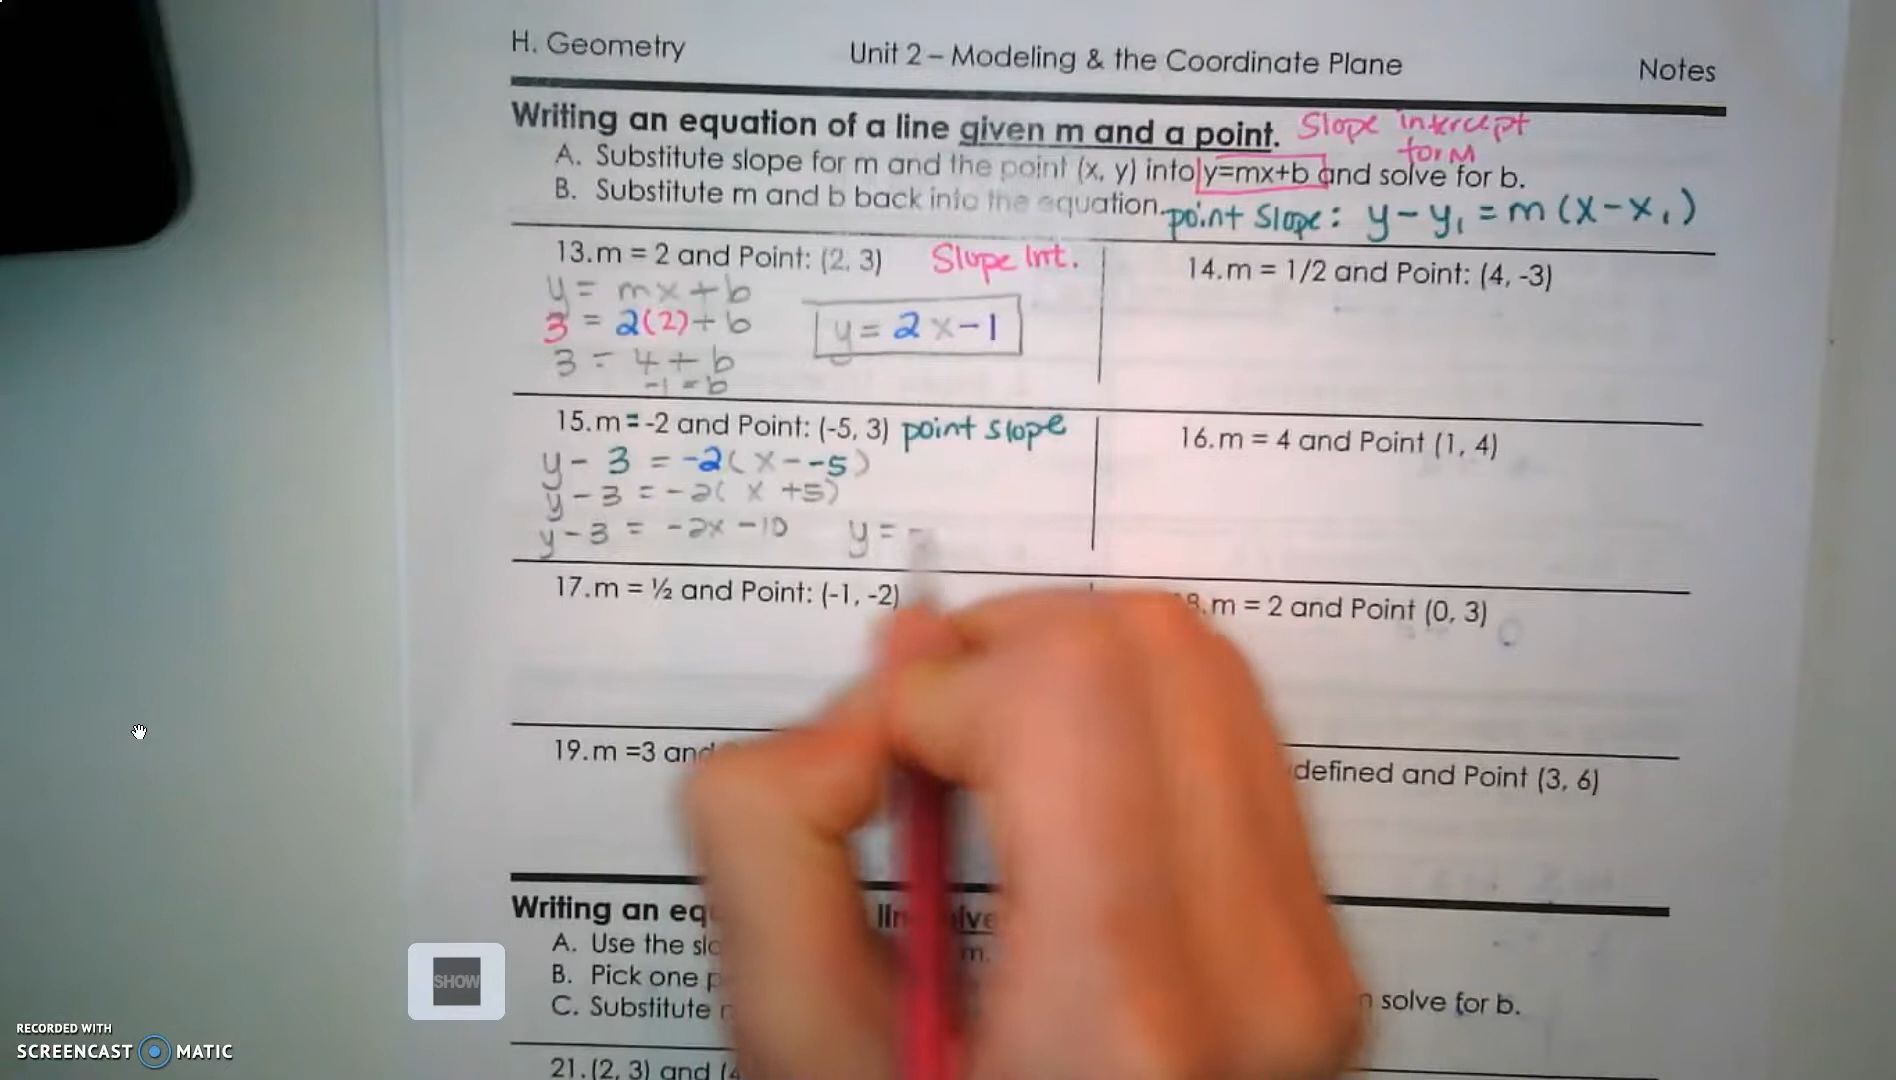 H. Geometry Unit 2 – Modeling & the Coordinate Plane Notes
Writing an equation of a line given m and a point. Slope intercept form
A. Substitute slope for m and the point (x, y) into y=mx+b and solve for b.
B. Substitute m and b back into the equation.
point slope: y - y₁ = m (x - x₁)
13. m = 2 and Point: (2, 3) Slope Int.
y = mx + b
3 = 2(2) + b
3 = 4 + b
-1 = b
y = 2x - 1
14. m = 1/2 and Point: (4, -3)
15. m = -2 and Point: (-5, 3) point slope
y - 3 = -2( x - -5)
y - 3 = -2( x +5)
y - 3 = -2x - 10
y = -
16. m = 4 and Point (1, 4)
17. m = ½ and Point: (-1, -2)
8. m = 2 and Point (0, 3)
19. m =3 and
defined and Point (3, 6)
Writing an eq
A. Use the slo m.
B. Pick one p
C. Substitute n solve for b.
21. (2, 3) and (4
SHOW
RECORDED WITH
SCREENCAST MATIC